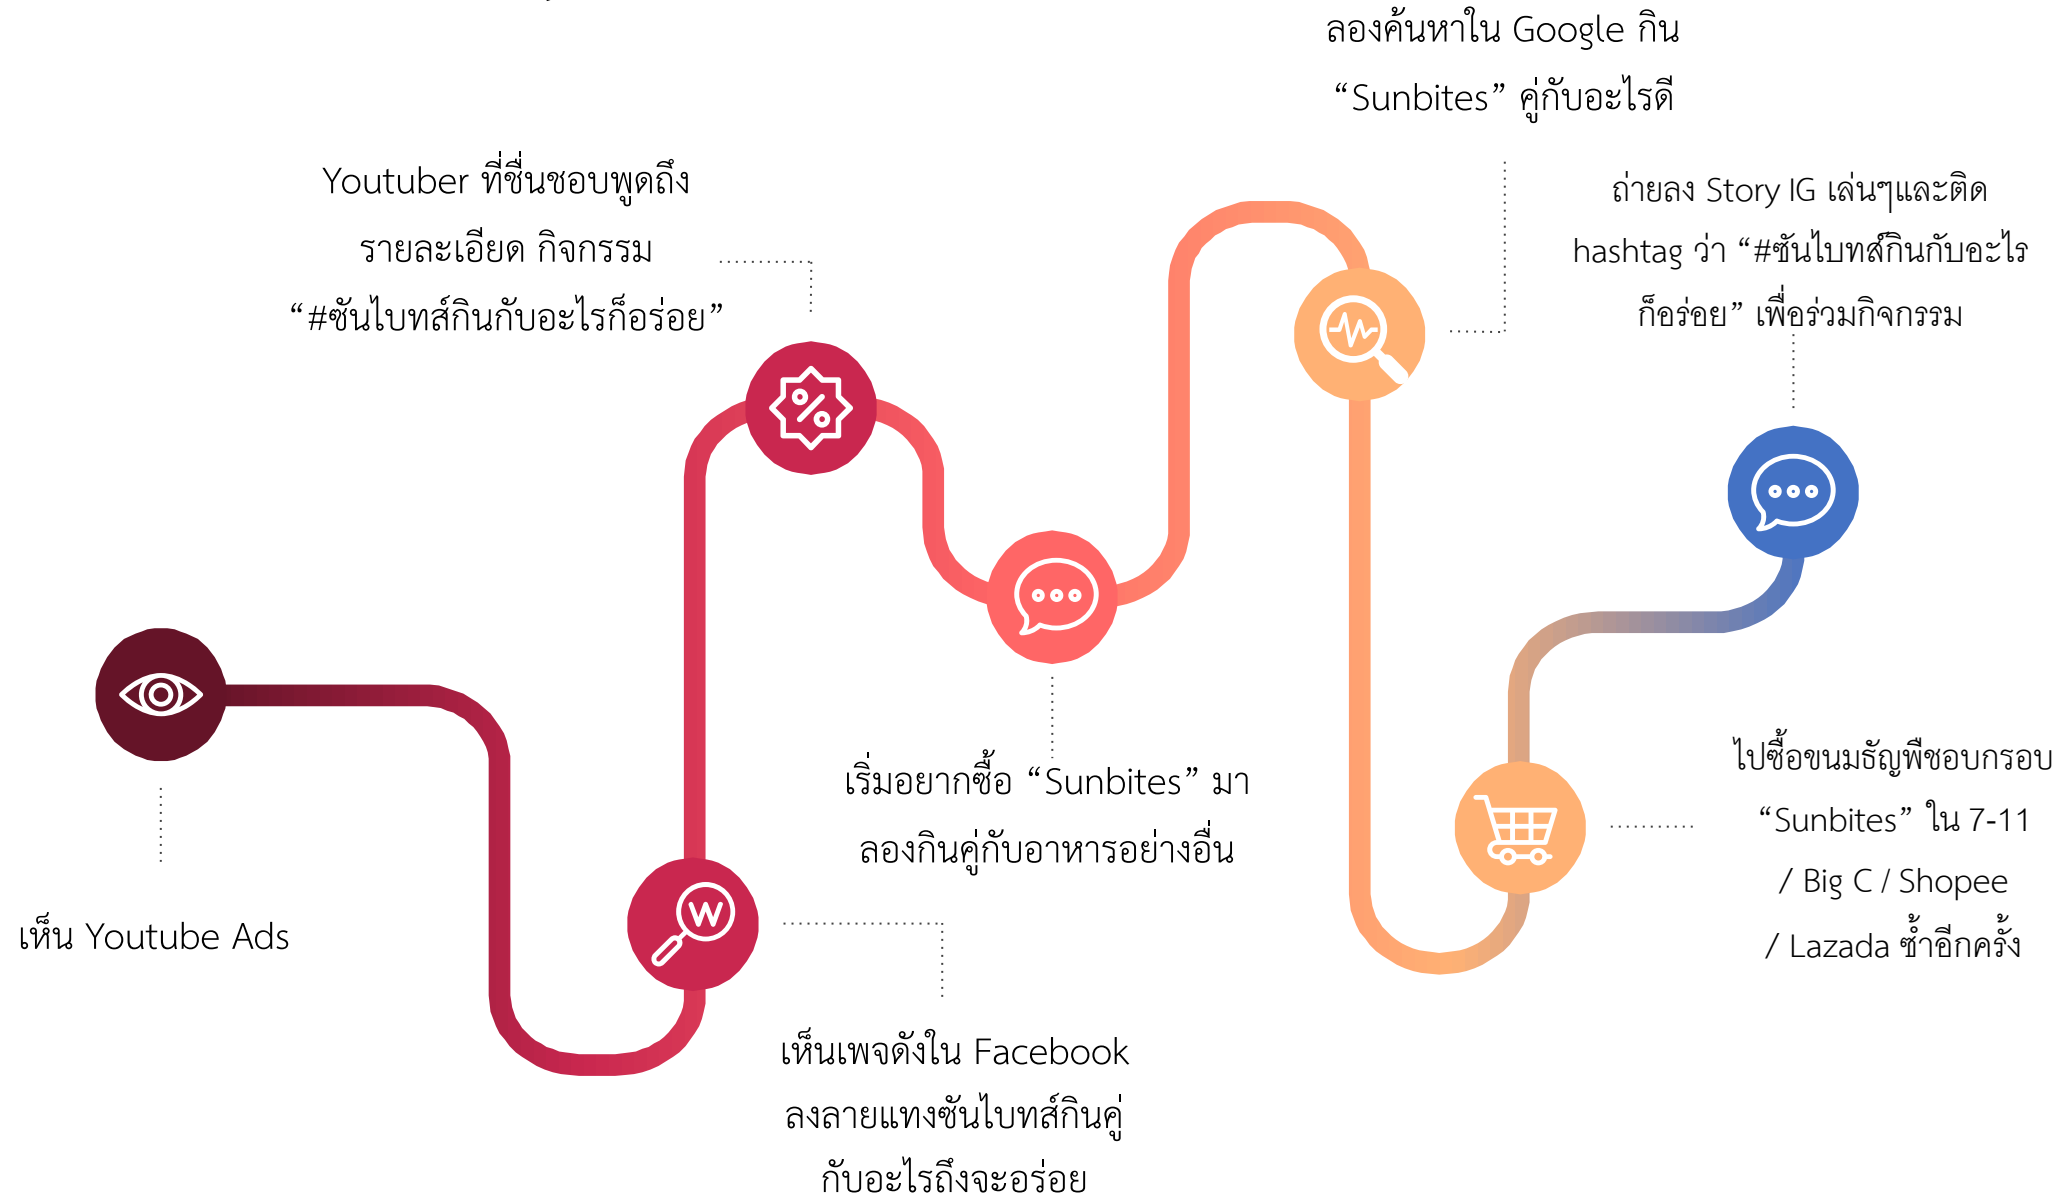 ลองค้นหาใน Google กิน
“Sunbites” คู่กับอะไรดี
Youtuber ที่ชื่นชอบพูดถึง
รายละเอียด กิจกรรม
“#ซันไบทส์กินกับอะไรก็อร่อย”
ถ่ายลง Story IG เล่นๆและติด
hashtag ว่า “#ซันไบทส์กินกับอะไร
ก็อร่อย” เพื่อร่วมกิจกรรม
เริ่มอยากซื้อ “Sunbites” มา
ลองกินคู่กับอาหารอย่างอื่น
ไปซื้อขนมธัญพืชอบกรอบ
“Sunbites” ใน 7-11
/ Big C / Shopee
/ Lazada ซ้ำอีกครั้ง
เห็น Youtube Ads
W
เห็นเพจดังใน Facebook
ลงลายแทงซันไบทส์กินคู่
กับอะไรถึงจะอร่อย